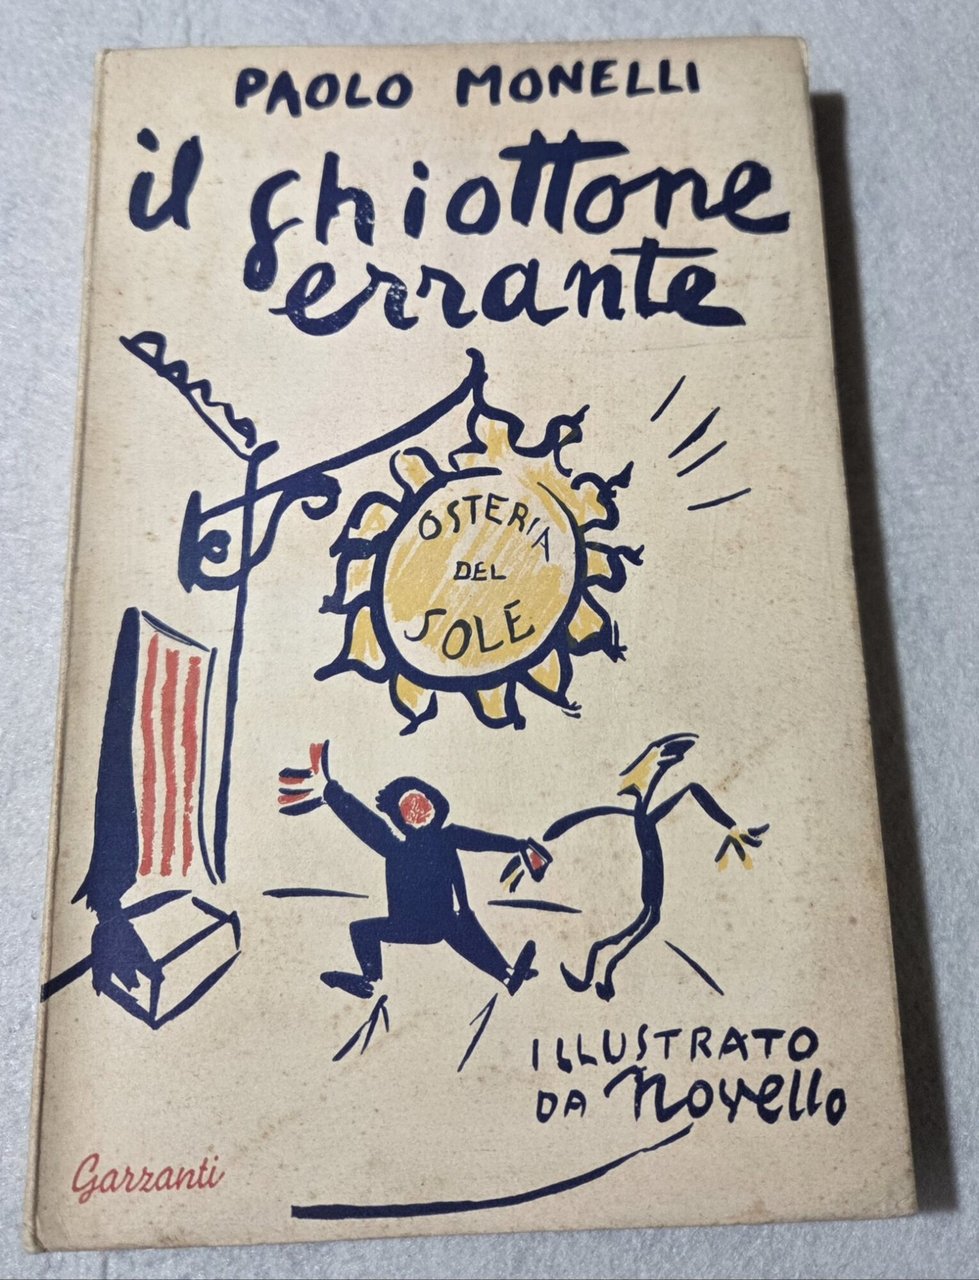 PAOLO MONELLI
il ghiottone
errante
OSTERIA
DEL
SOLE
ILLUSTRATO
DA Novello
Garzanti